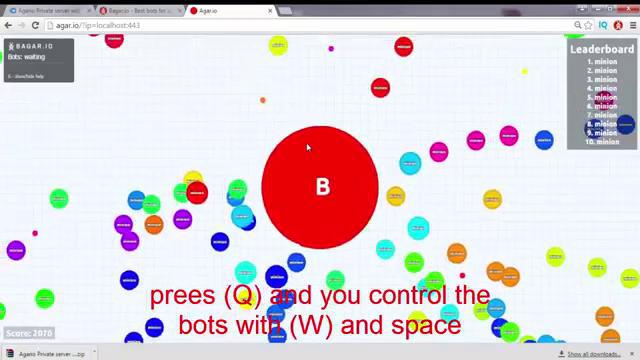 Agario Private server wit
Bagar.io - Best bots for ag
Agar.io
agar.io/?ip=localhost:443
BAGAR.IO
Bots: waiting
Leaderboard
1. minion
2. minion
3. minion
4. minion
5. minion
6. minion
7. minion
8. minion
9. minion
10. minion
B
prees (Q) and you control the
bots with (W) and space
Score: 2070
Agario Private server ....zip
Show all downloads...